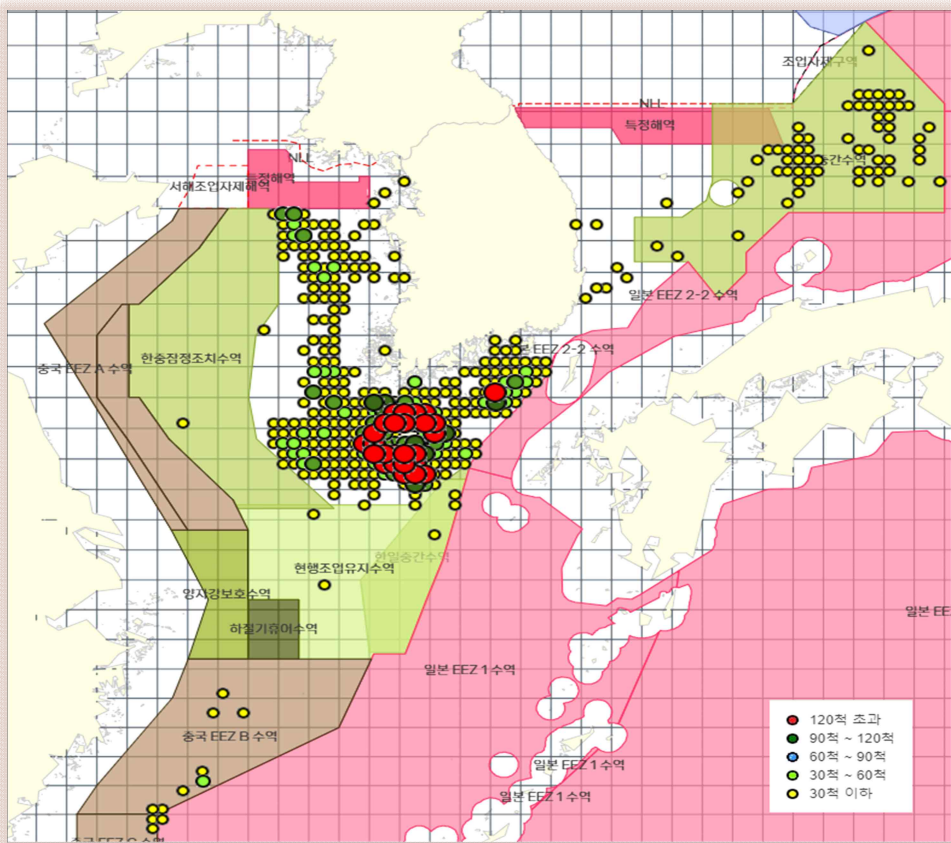 조업자제구역
NLL
특정해역
NLL
특정해역
서해조업자제해역
중간수역
일본 EEZ 2-2 수역
본 EEZ 2-2 수역
한중잠정조치수역
중국 EEZ A 수역
한일중간수역
현행조업유지수역
양자강보호수역
일본 EE
하절기휴어수역
일본 EEZ 1 수역
중국 EEZ B 수역
일본 EEZ 1 수역
일본 EEZ 1 수역
120척 초과
90척 ~ 120척
60척 ~ 90척
30척 ~ 60척
30척 이하